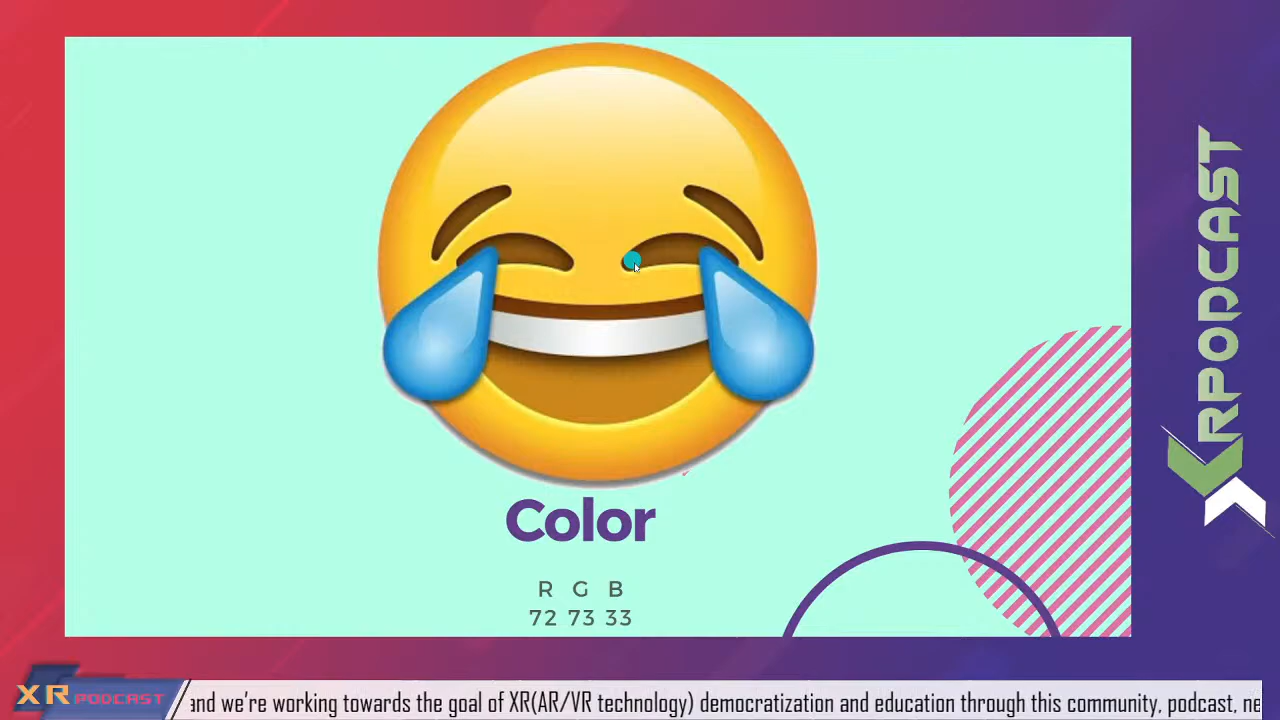 Color
R G B
72 73 33
XRPODCAST
XR PODCAST
and we're working towards the goal of XR(AR/VR technology) democratization and education through this community, podcast, ne